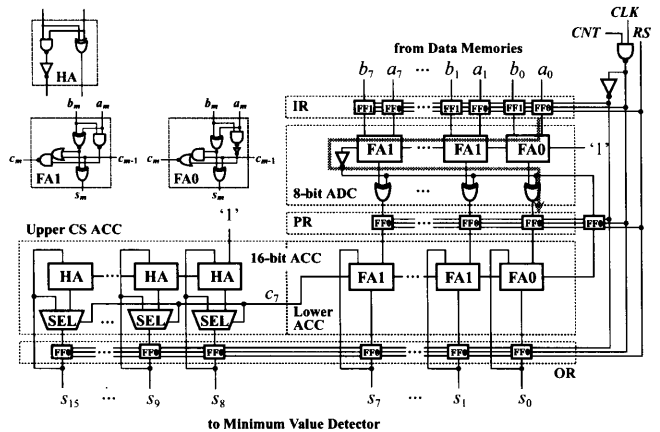 CLK
CNT RS
HA
from Data Memories
b7 a7 ··· b1 a1 b0 a0
bm am bm am
IR FF1 FF0 FF1 FF0 FF1 FF0
cm cm-1 cm cm-1
FA1 FA0
sm sm
FA1 FA1 FA0 '1'
8-bit ADC
'1'
Upper CS ACC
PR FF0 FF0 FF0 FF0
16-bit ACC
HA HA HA
FA1 FA1 FA0
c7
SEL ··· SEL SEL
Lower
ACC
FF0 FF0 FF0 FF0 FF0 FF0
OR
s15 ··· s9 s8 s7 ··· s1 s0
to Minimum Value Detector